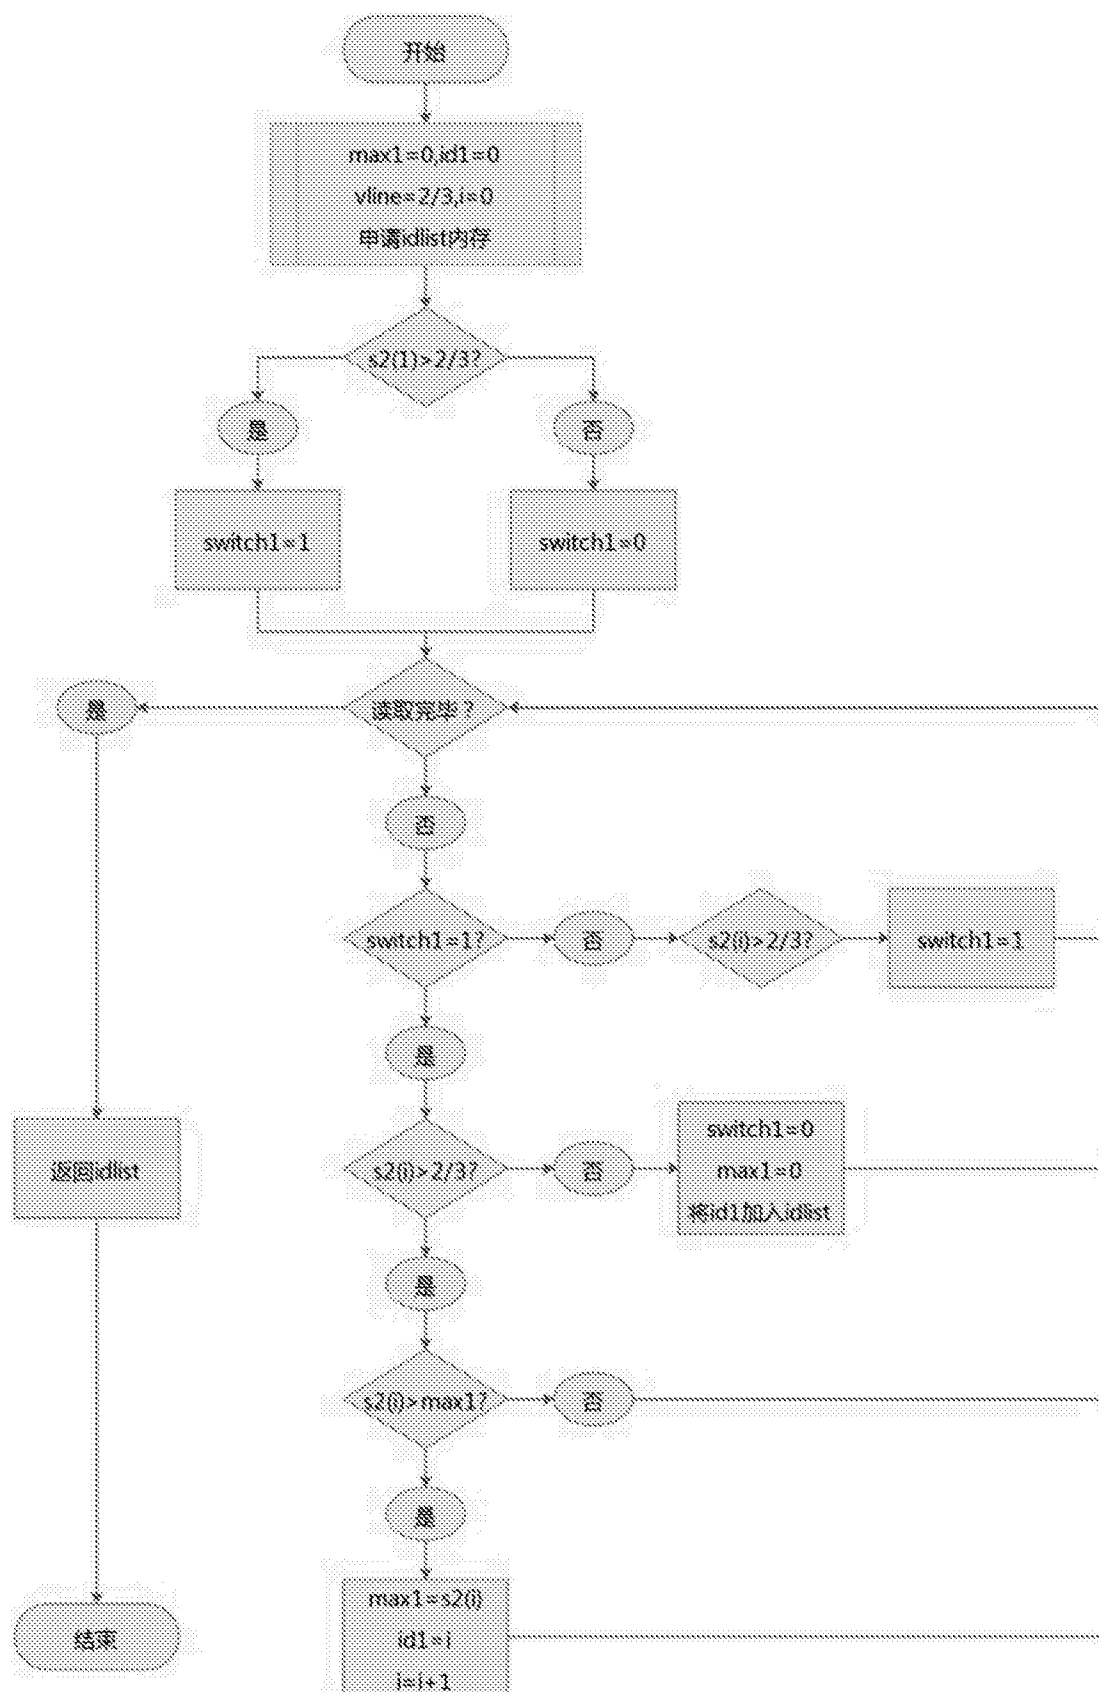 开始
max1=0,id1=0
vline=2/3,i=0
申请idlist内存
s2(1)>2/3?
是
否
switch1=1
switch1=0
是
读取完毕？
否
switch1=1?
否
s2(i)>2/3?
switch1=1
是
返回idlist
s2(i)>2/3?
否
switch1=0
max1=0
将id1加入idlist
是
s2(i)>max1?
否
是
结束
max1=s2(i)
id1=i
i=i+1